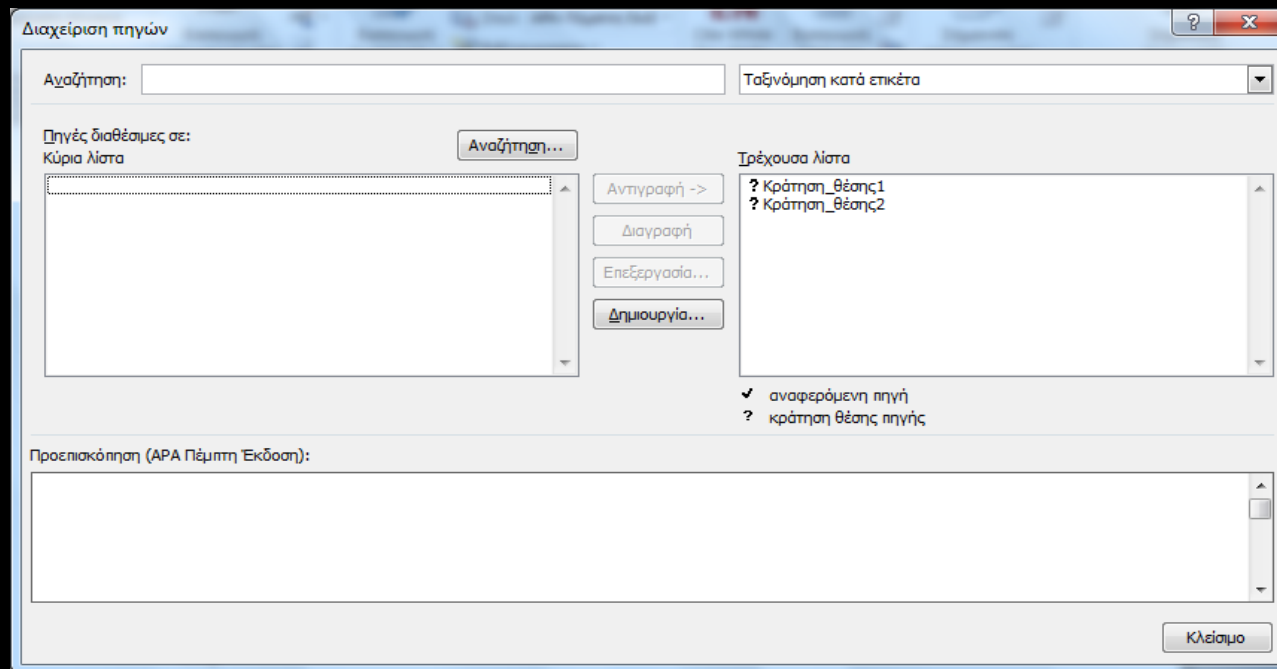 Διαχείριση πηγών
Αναζήτηση:
Ταξινόμηση κατά ετικέτα
Πηγές διαθέσιμες σε:
Κύρια λίστα
Αναζήτηση...
Τρέχουσα λίστα
Αντιγραφή ->
Διαγραφή
Επεξεργασία...
Δημιουργία...
? Κράτηση_θέσης1
? Κράτηση_θέσης2
✓ αναφερόμενη πηγή
? κράτηση θέσης πηγής
Προεπισκόπηση (APA Πέμπτη Έκδοση):
Κλείσιμο